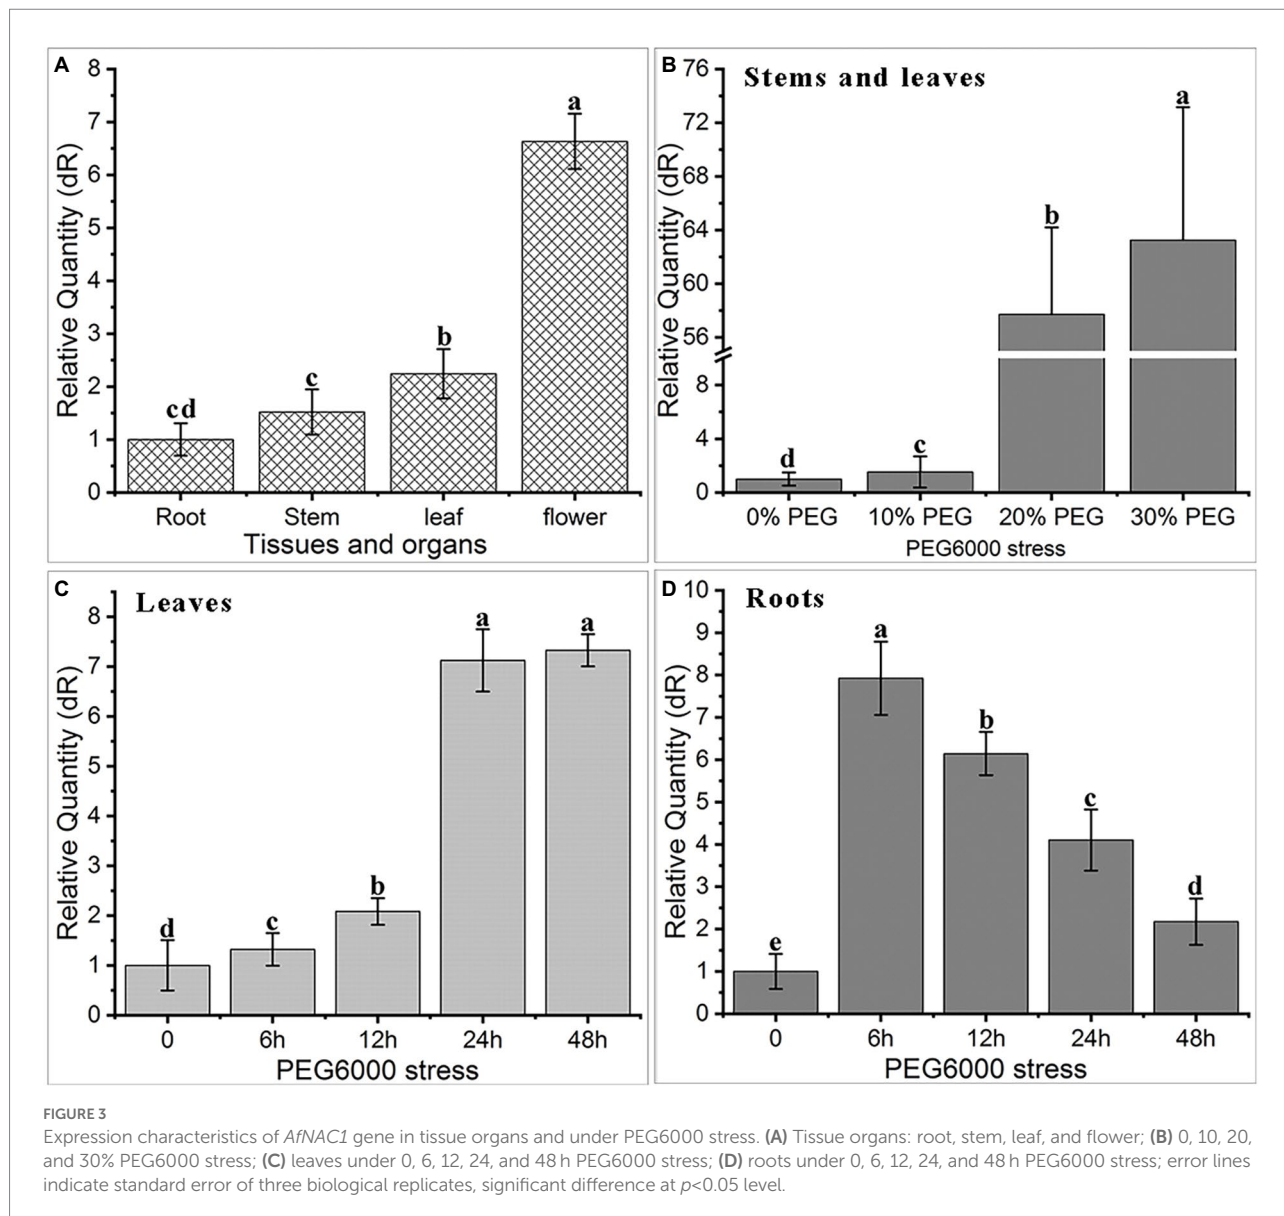 A
Relative Quantity (dR)
8
7
6
5
4
3
2
1
0
cd
c
b
a
Root Stem leaf flower
Tissues and organs
B
Stems and leaves
Relative Quantity (dR)
76
72
68
64
60
56
8
4
0
d
c
b
a
0% PEG 10% PEG 20% PEG 30% PEG
PEG6000 stress
C
Leaves
Relative Quantity (dR)
8
7
6
5
4
3
2
1
0
d
c
b
a
a
0 6h 12h 24h 48h
PEG6000 stress
D
Roots
Relative Quantity (dR)
10
9
8
7
6
5
4
3
2
1
0
e
a
b
c
d
0 6h 12h 24h 48h
PEG6000 stress
FIGURE 3
Expression characteristics of AfNAC1 gene in tissue organs and under PEG6000 stress. (A) Tissue organs: root, stem, leaf, and flower; (B) 0, 10, 20,
and 30% PEG6000 stress; (C) leaves under 0, 6, 12, 24, and 48 h PEG6000 stress; (D) roots under 0, 6, 12, 24, and 48 h PEG6000 stress; error lines
indicate standard error of three biological replicates, significant difference at p<0.05 level.